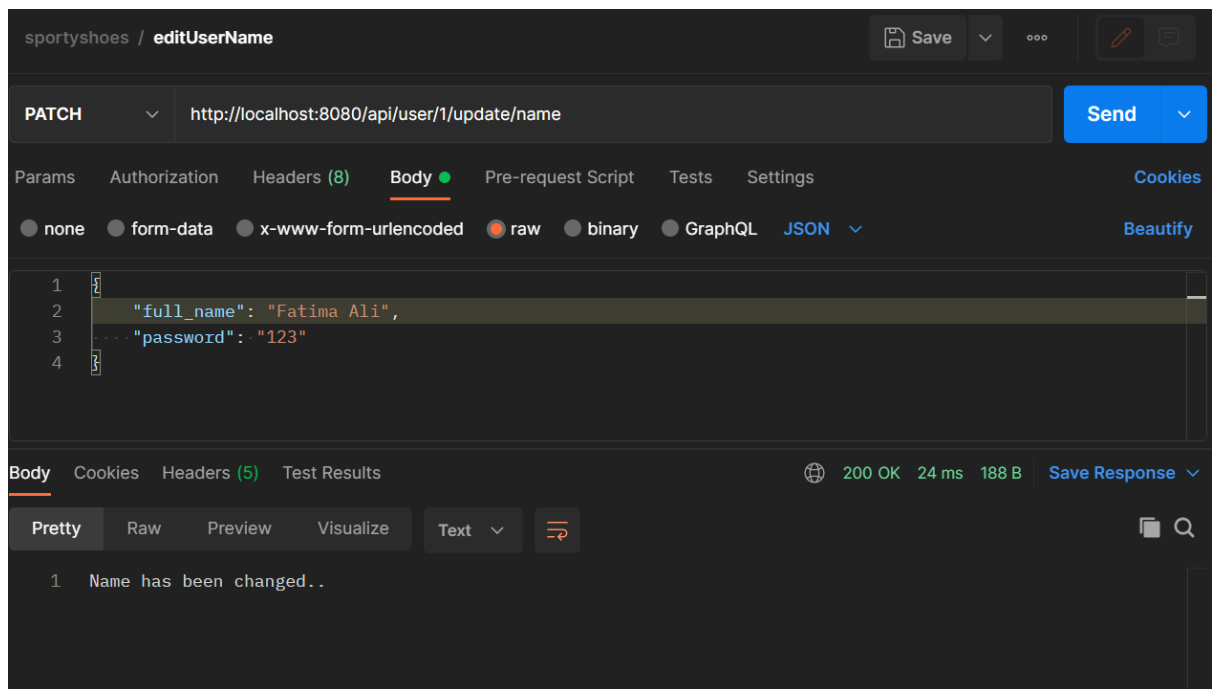 sportyshoes / editUserName Save ooo
PATCH http://localhost:8080/api/user/1/update/name Send
Params Authorization Headers (8) Body Pre-request Script Tests Settings Cookies
none form-data x-www-form-urlencoded raw binary GraphQL JSON Beautify
1 {
2 "full_name": "Fatima Ali",
3 "password": "123"
4 }
Body Cookies Headers (5) Test Results 200 OK 24 ms 188 B Save Response
Pretty Raw Preview Visualize Text
1 Name has been changed..